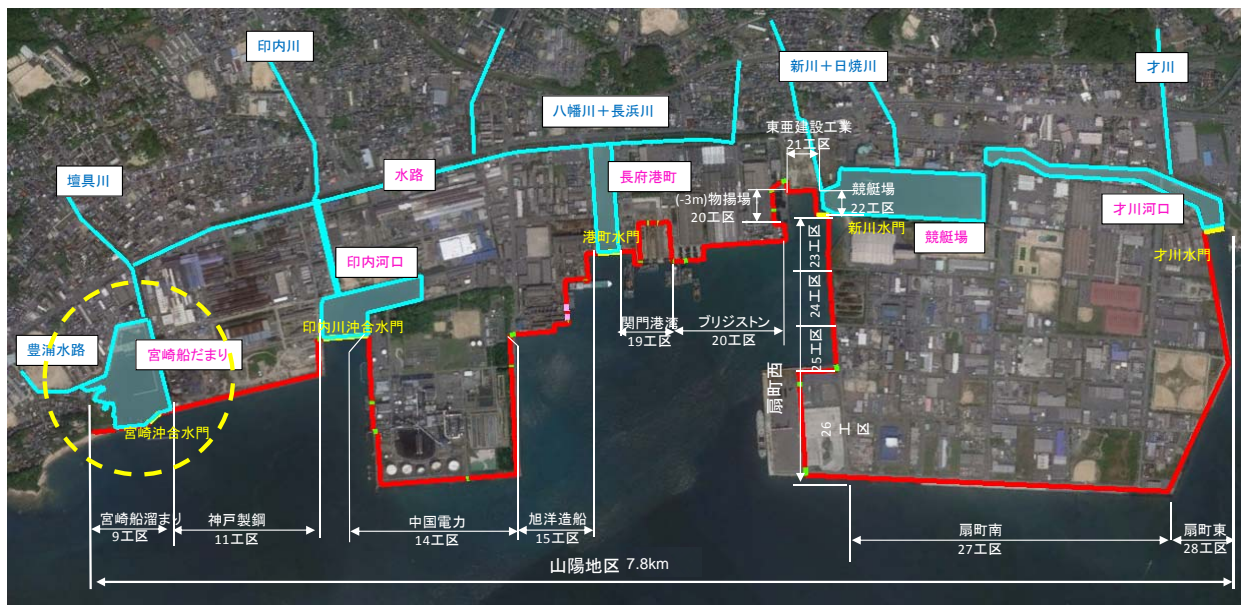 印内川
新川＋日焼川
才川
八幡川＋長浜川
東亜建設工業
21工区
壇具川
水路
長府港町
(-3m)物揚場
20工区
競艇場
22工区
才川河口
新川水門
競艇場
港町水門
23工区
才川水門
印内河口
24工区
印内川沖合水門
関門港湾
19工区
ブリジストン
20工区
25工区
豊浦水路
宮崎船だまり
扇町西
宮崎沖合水門
26工区
宮崎船溜まり
9工区
神戸製鋼
11工区
中国電力
14工区
旭洋造船
15工区
扇町南
27工区
扇町東
28工区
山陽地区 7.8km